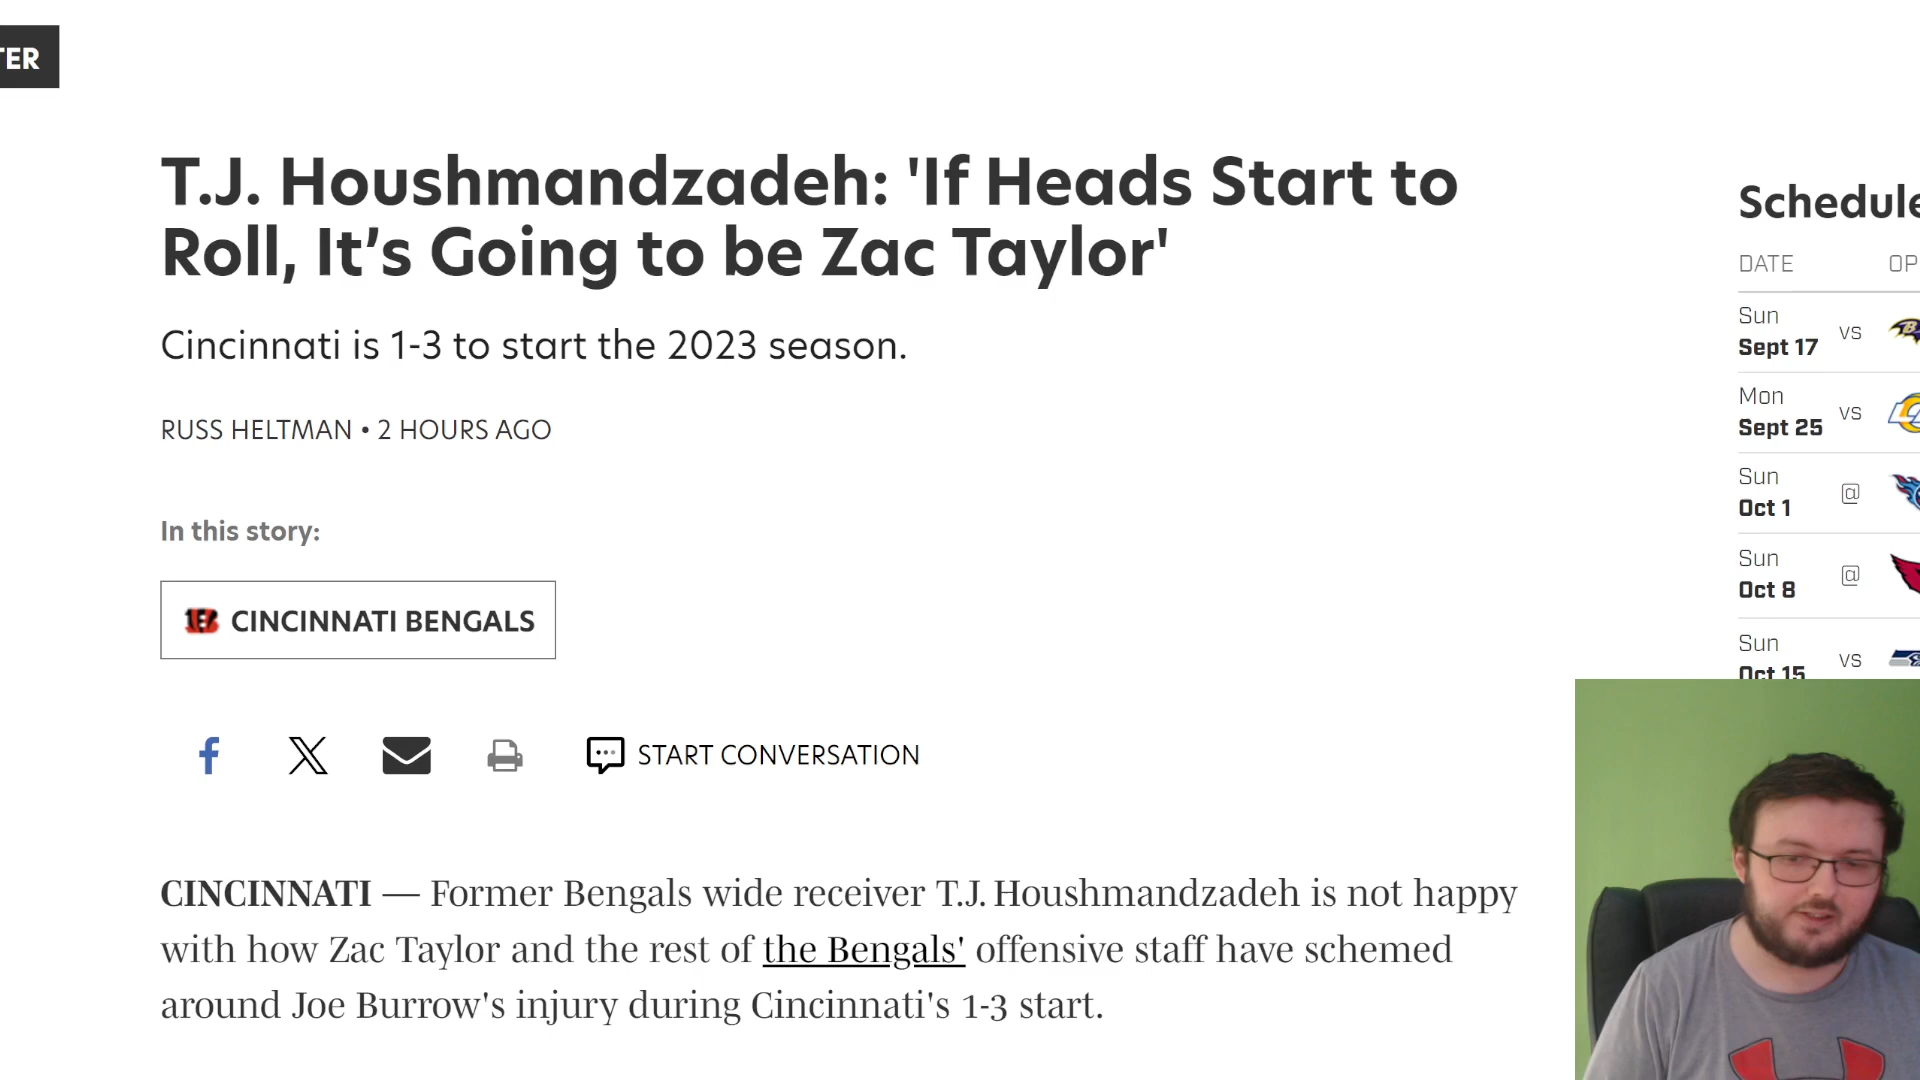 TER
T.J. Houshmandzadeh: 'If Heads Start to
Roll, It’s Going to be Zac Taylor'
Cincinnati is 1-3 to start the 2023 season.
RUSS HELTMAN • 2 HOURS AGO
In this story:
CINCINNATI BENGALS
START CONVERSATION
CINCINNATI — Former Bengals wide receiver T.J. Houshmandzadeh is not happy
with how Zac Taylor and the rest of the Bengals' offensive staff have schemed
around Joe Burrow's injury during Cincinnati's 1-3 start.
Schedule
DATE OP
Sun
Sept 17 vs
Mon
Sept 25 vs
Sun
Oct 1 @
Sun
Oct 8 @
Sun
Oct 15 vs